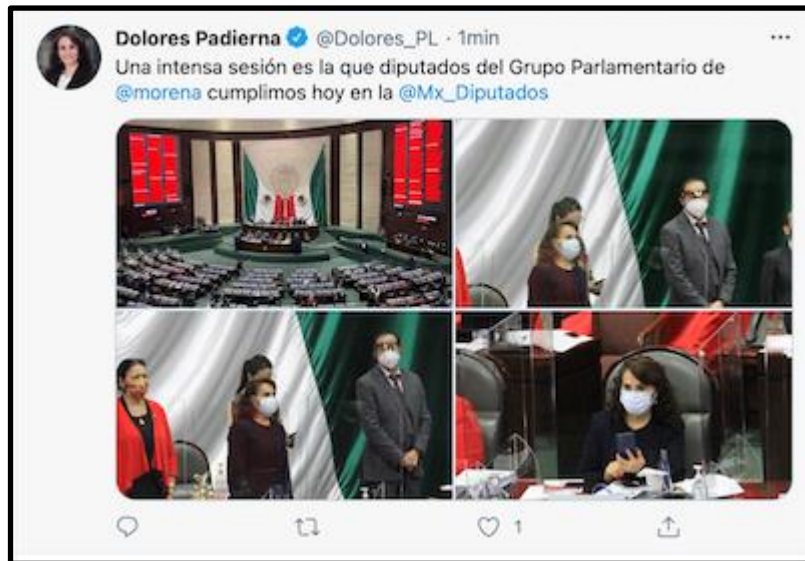 Dolores Padierna @Dolores_PL · 1min
Una intensa sesión es la que diputados del Grupo Parlamentario de
@morena cumplimos hoy en la @Mx_Diputados
1